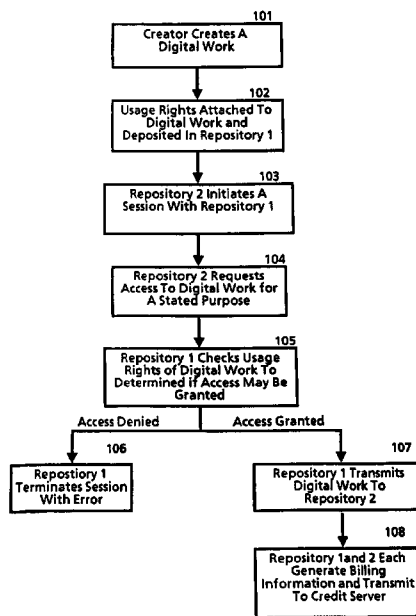 101
Creator Creates A
Digital Work
102
Usage Rights Attached To
Digital Work and
Deposited In Repository 1
103
Repository 2 Initiates A
Session With Repository 1
104
Repository 2 Requests
Access To Digital Work for
A Stated Purpose
105
Repository 1 Checks Usage
Rights of Digital Work To
Determined if Access May Be
Granted
Access Denied
Access Granted
106
Repostiory 1
Terminates Session
With Error
107
Repository 1 Transmits
Digital Work To
Repository 2
108
Repository 1and 2 Each
Generate Billing
Information and Transmit
To Credit Server